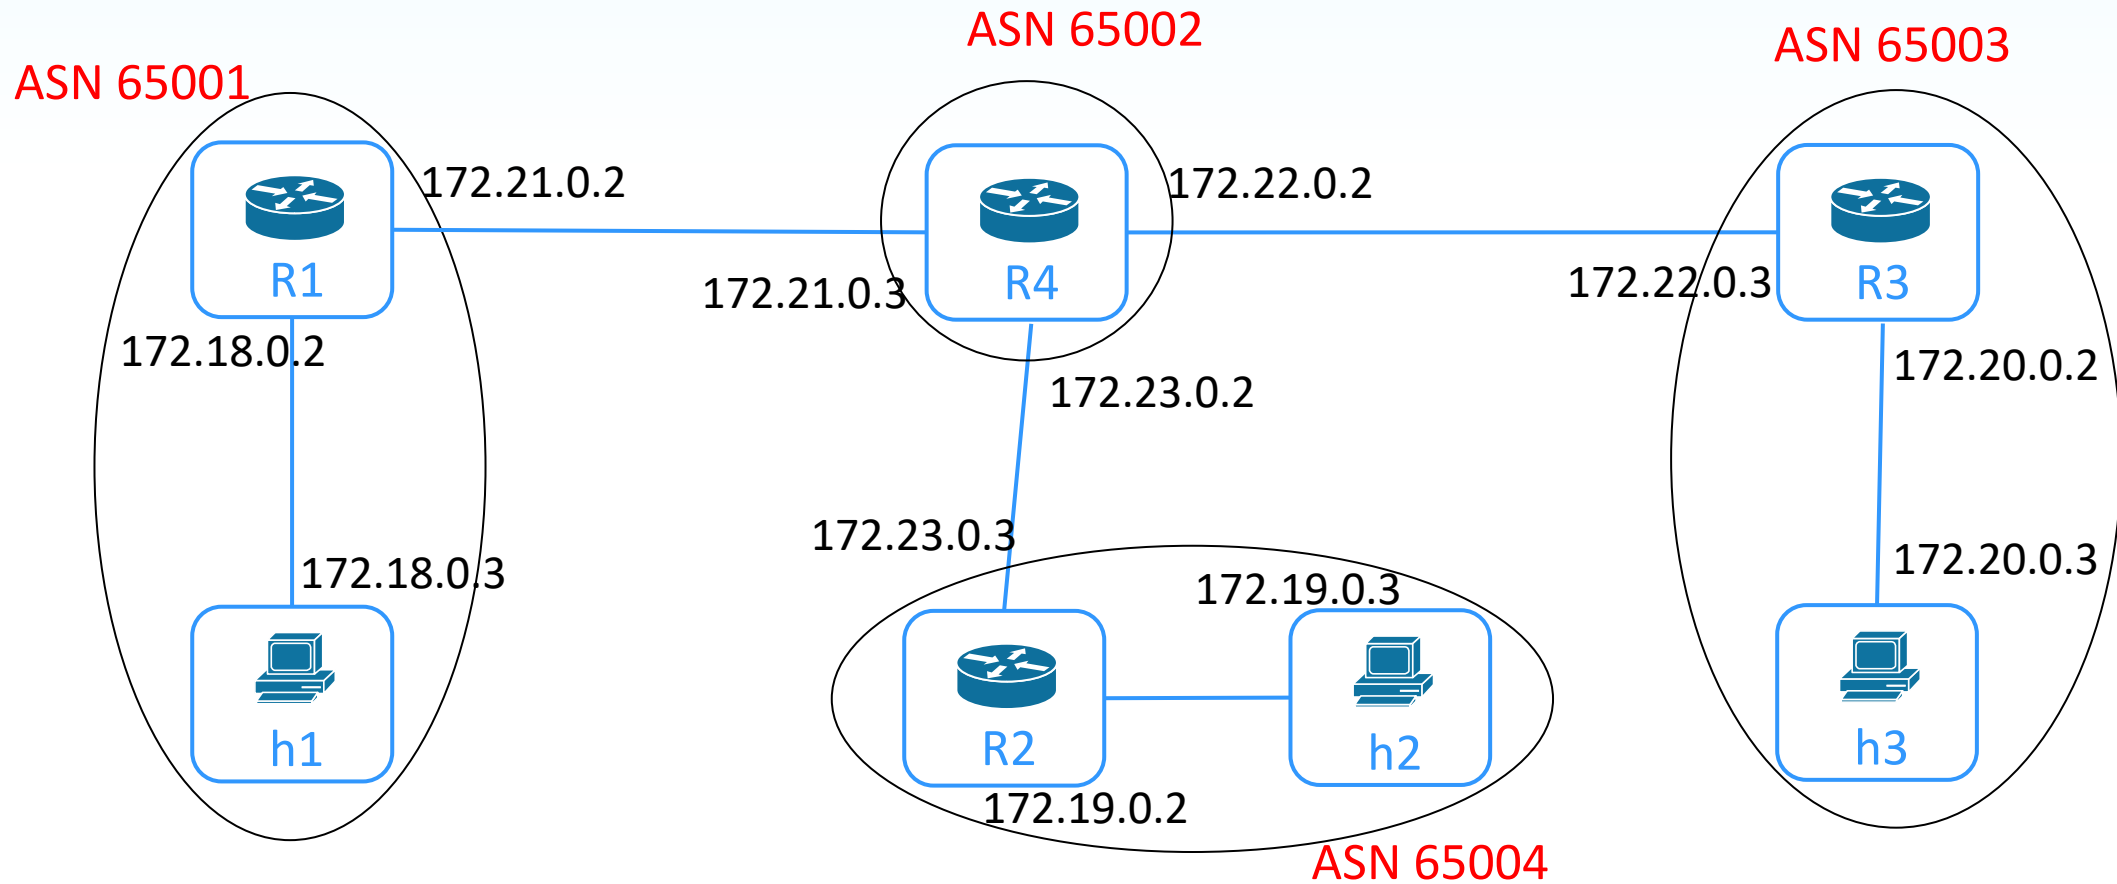 ASN 65002
ASN 65003
ASN 65001
172.21.0.2
172.22.0.2
R1
R4
R3
172.21.0.3
172.22.0.3
172.18.0.2
172.20.0.2
172.23.0.2
172.23.0.3
172.18.0.3
172.19.0.3
172.20.0.3
h1
R2
h2
h3
172.19.0.2
ASN 65004